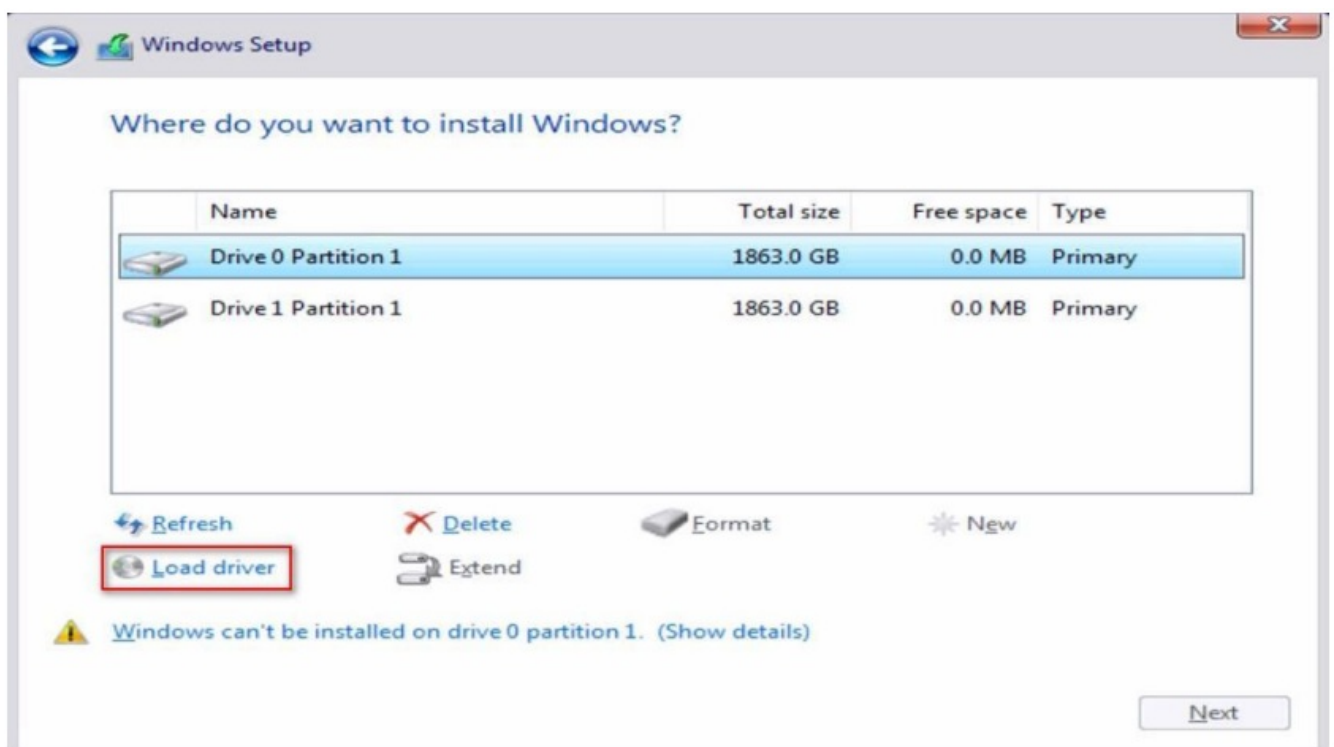 Windows Setup
Where do you want to install Windows?
Name Total size Free space Type
Drive 0 Partition 1 1863.0 GB 0.0 MB Primary
Drive 1 Partition 1 1863.0 GB 0.0 MB Primary
Refresh Delete Format New
Load driver Extend
Windows can't be installed on drive 0 partition 1. (Show details)
Next